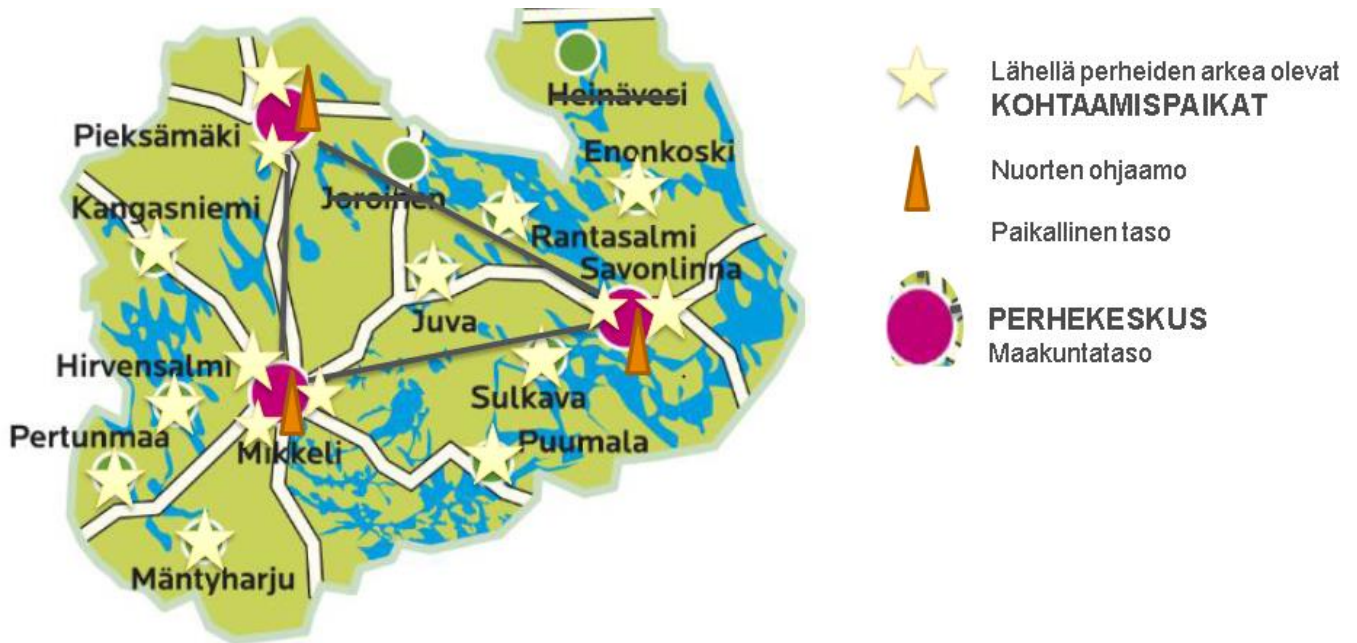 Heinävesi
Pieksämäki
Enonkoski
Joroinen
Kangasniemi
Rantasalmi
Savonlinna
Juva
Hirvensalmi
Sulkava
Pertunmaa
Mikkeli
Puumala
Mäntyharju
Lähellä perheiden arkea olevat
KOHTAAMISPAIKAT
Nuorten ohjaamo
Paikallinen taso
PERHEKESKUS
Maakuntataso